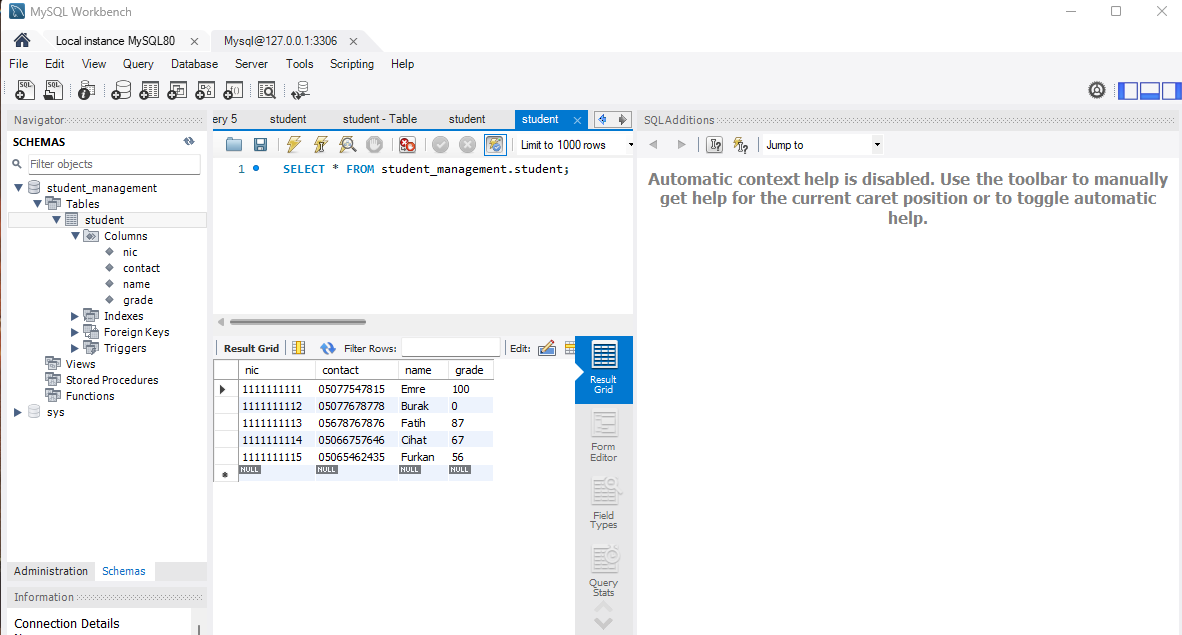 MySQL Workbench
Local instance MySQL80 Mysql@127.0.0.1:3306
File Edit View Query Database Server Tools Scripting Help
Navigator
SCHEMAS
Filter objects
student_management
Tables
student
Columns
nic
contact
name
grade
Indexes
Foreign Keys
Triggers
Views
Stored Procedures
Functions
sys
Administration Schemas
Information
Connection Details
ery 5 student student - Table student student
Limit to 1000 rows
1 SELECT * FROM student_management.student;
Result Grid Filter Rows: Edit:
nic contact name grade
1111111111 05077547815 Emre 100
1111111112 05077678778 Burak 0
1111111113 05678767876 Fatih 87
1111111114 05066757646 Cihat 67
1111111115 05065462435 Furkan 56
NULL NULL NULL NULL
Result
Grid
Form
Editor
Field
Types
Query
Stats
SQLAdditions
Jump to
Automatic context help is disabled. Use the toolbar to manually
get help for the current caret position or to toggle automatic
help.